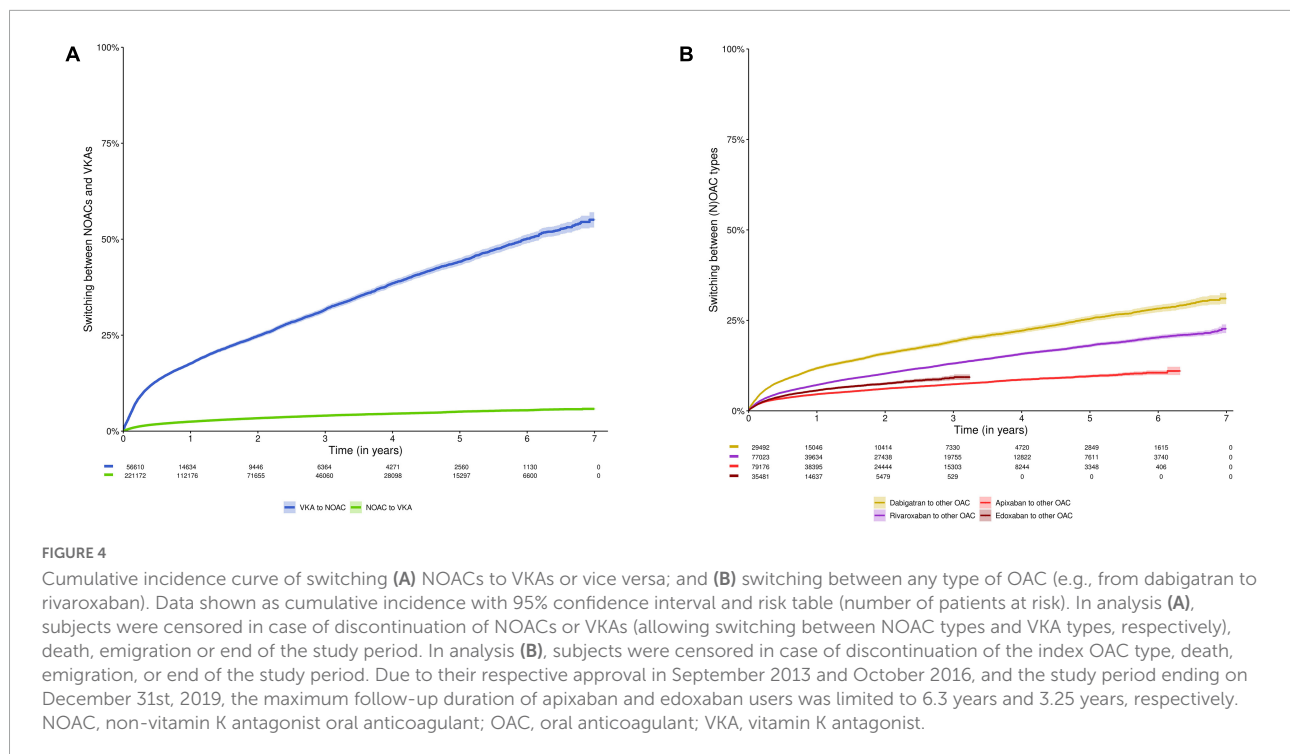 A
100%
75%
50%
25%
0%
Switching between NOACs and VKAs
0 1 2 3 4 5 6 7
Time (in years)
56610 14634 9446 6364 4271 2560 1130 0
221172 112176 71655 46060 28098 15297 6600 0
VKA to NOAC NOAC to VKA
B
100%
75%
50%
25%
0%
Switching between (N)OAC types
0 1 2 3 4 5 6 7
Time (in years)
29492 15046 10414 7330 4720 2849 1615 0
77023 39634 27438 19755 12822 7611 3740 0
79176 38395 24444 15303 8244 3348 406 0
35481 14637 5479 529 0 0 0 0
Dabigatran to other OAC Apixaban to other OAC
Rivaroxaban to other OAC Edoxaban to other OAC
FIGURE 4
Cumulative incidence curve of switching (A) NOACs to VKAs or vice versa; and (B) switching between any type of OAC (e.g., from dabigatran to
rivaroxaban). Data shown as cumulative incidence with 95% confidence interval and risk table (number of patients at risk). In analysis (A),
subjects were censored in case of discontinuation of NOACs or VKAs (allowing switching between NOAC types and VKA types, respectively),
death, emigration or end of the study period. In analysis (B), subjects were censored in case of discontinuation of the index OAC type, death,
emigration, or end of the study period. Due to their respective approval in September 2013 and October 2016, and the study period ending on
December 31st, 2019, the maximum follow-up duration of apixaban and edoxaban users was limited to 6.3 years and 3.25 years, respectively.
NOAC, non-vitamin K antagonist oral anticoagulant; OAC, oral anticoagulant; VKA, vitamin K antagonist.